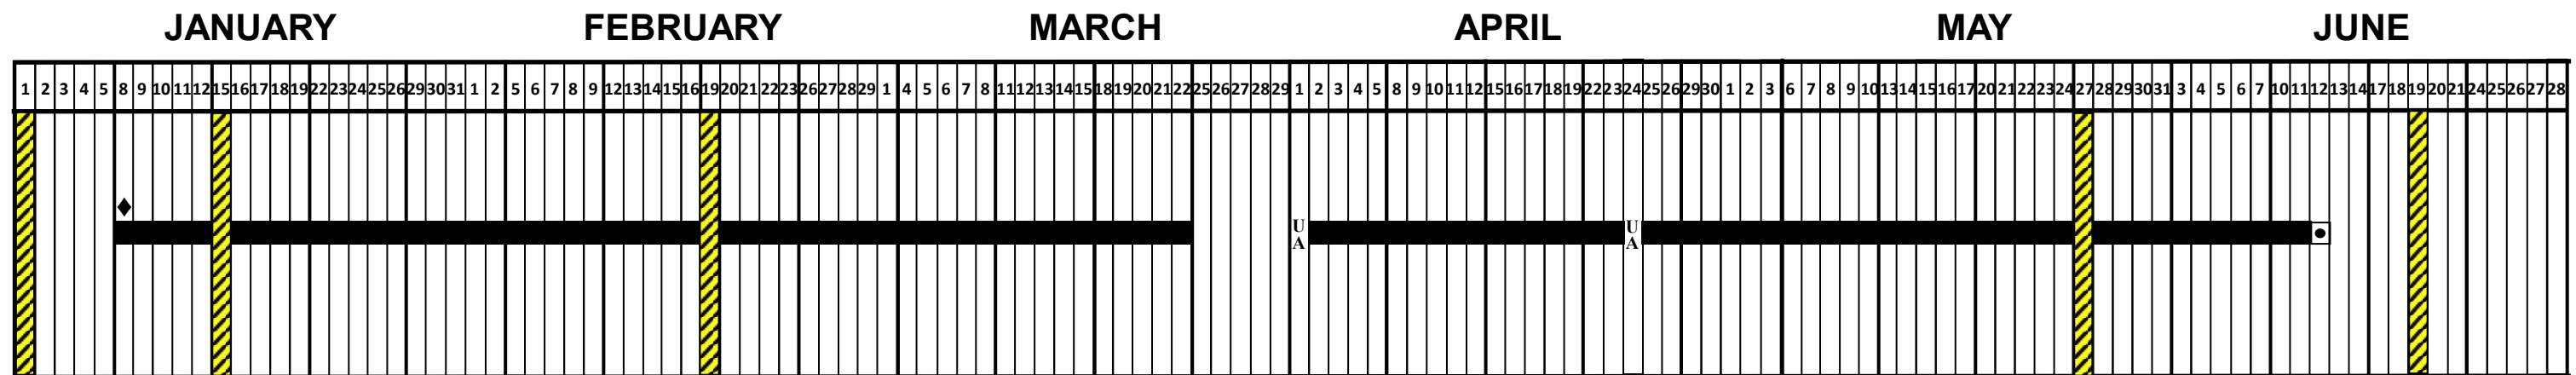 JANUARY FEBRUARY MARCH APRIL MAY JUNE
1 2 3 4 5 8 9 10 11 12 15 16 17 18 19 22 23 24 25 26 29 30 31 1 2 5 6 7 8 9 12 13 14 15 16 19 20 21 22 23 26 27 28 29 1 4 5 6 7 8 11 12 13 14 15 18 19 20 21 22 25 26 27 28 29 1 2 3 4 5 8 9 10 11 12 15 16 17 18 19 22 23 24 25 26 29 30 1 2 3 6 7 8 9 10 13 14 15 16 17 20 21 22 23 24 27 28 29 30 31 3 4 5 6 7 10 11 12 13 14 17 18 19 20 21 24 25 26 27 28
U U
A A